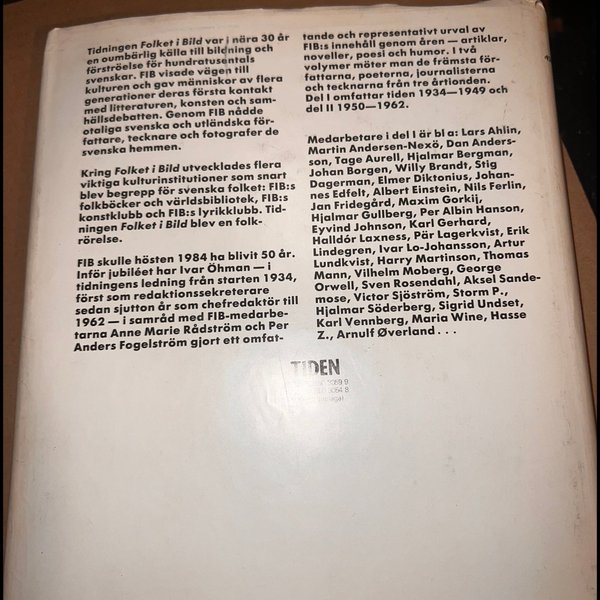 Tidningen Folket i Bild var i nära 30 år
en oumbärlig källa till bildning och
förströelse för hundratusentals
svenskar. FIB visade vägen till
kulturen och gav människor av flera
generationer deras första kontakt
med litteraturen, konsten och sam-
hällsdebatten. Genom FIB nådde
otaliga svenska och utländska för-
fattare, tecknare och fotografer de
svenska hemmen.
Kring Folket i Bild utvecklades flera
viktiga kulturinstitutioner som snart
blev begrepp för svenska folket: FIB:s
folkböcker och världsbibliotek, FIB:s
konstklubb och FIB:s lyrikklubb. Tid-
ningen Folket i Bild blev en folk-
rörelse.
FIB skulle hösten 1984 ha blivit 50 år.
Inför jubiléet har Ivar Öhman — i
tidningens ledning från starten 1934,
först som redaktionssekreterare
sedan sjutton år som chefredaktör till
1962 — i samråd med FIB-medarbe-
tarna Anne Marie Rådström och Per
Anders Fogelström gjort ett omfat-
tande och representativt urval av
FIB:s innehåll genom åren — artiklar,
noveller, poesi och humor. I två
volymer möter man de främsta för-
fattarna, poeterna, journalisterna
och tecknarna från tre årtionden.
Del I omfattar tiden 1934—1949 och
del II 1950—1962.
Medarbetare i del I är bl a: Lars Ahlin,
Martin Andersen-Nexö, Dan Anders-
son, Tage Aurell, Hjalmar Bergman,
Johan Borgen, Willy Brandt, Stig
Dagerman, Elmer Diktonius, Johan-
nes Edfelt, Albert Einstein, Nils Ferlin,
Jan Fridegård, Maxim Gorkij,
Hjalmar Gullberg, Per Albin Hanson,
Eyvind Johnson, Karl Gerhard,
Halldór Laxness, Pär Lagerkvist, Erik
Lindegren, Ivar Lo-Johansson, Artur
Lundkvist, Harry Martinson, Thomas
Mann, Vilhelm Moberg, George
Orwell, Sven Rosendahl, Aksel Sande-
mose, Victor Sjöström, Storm P.,
Hjalmar Söderberg, Sigrid Undset,
Karl Vennberg, Maria Wine, Hasse
Z., Arnulf Øverland . . .
TIDEN